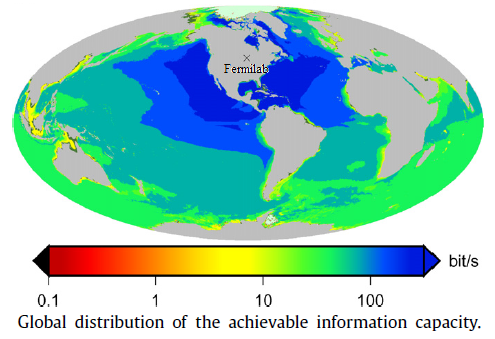 Fermilab
bit/s
0.1 1 10 100
Global distribution of the achievable information capacity.